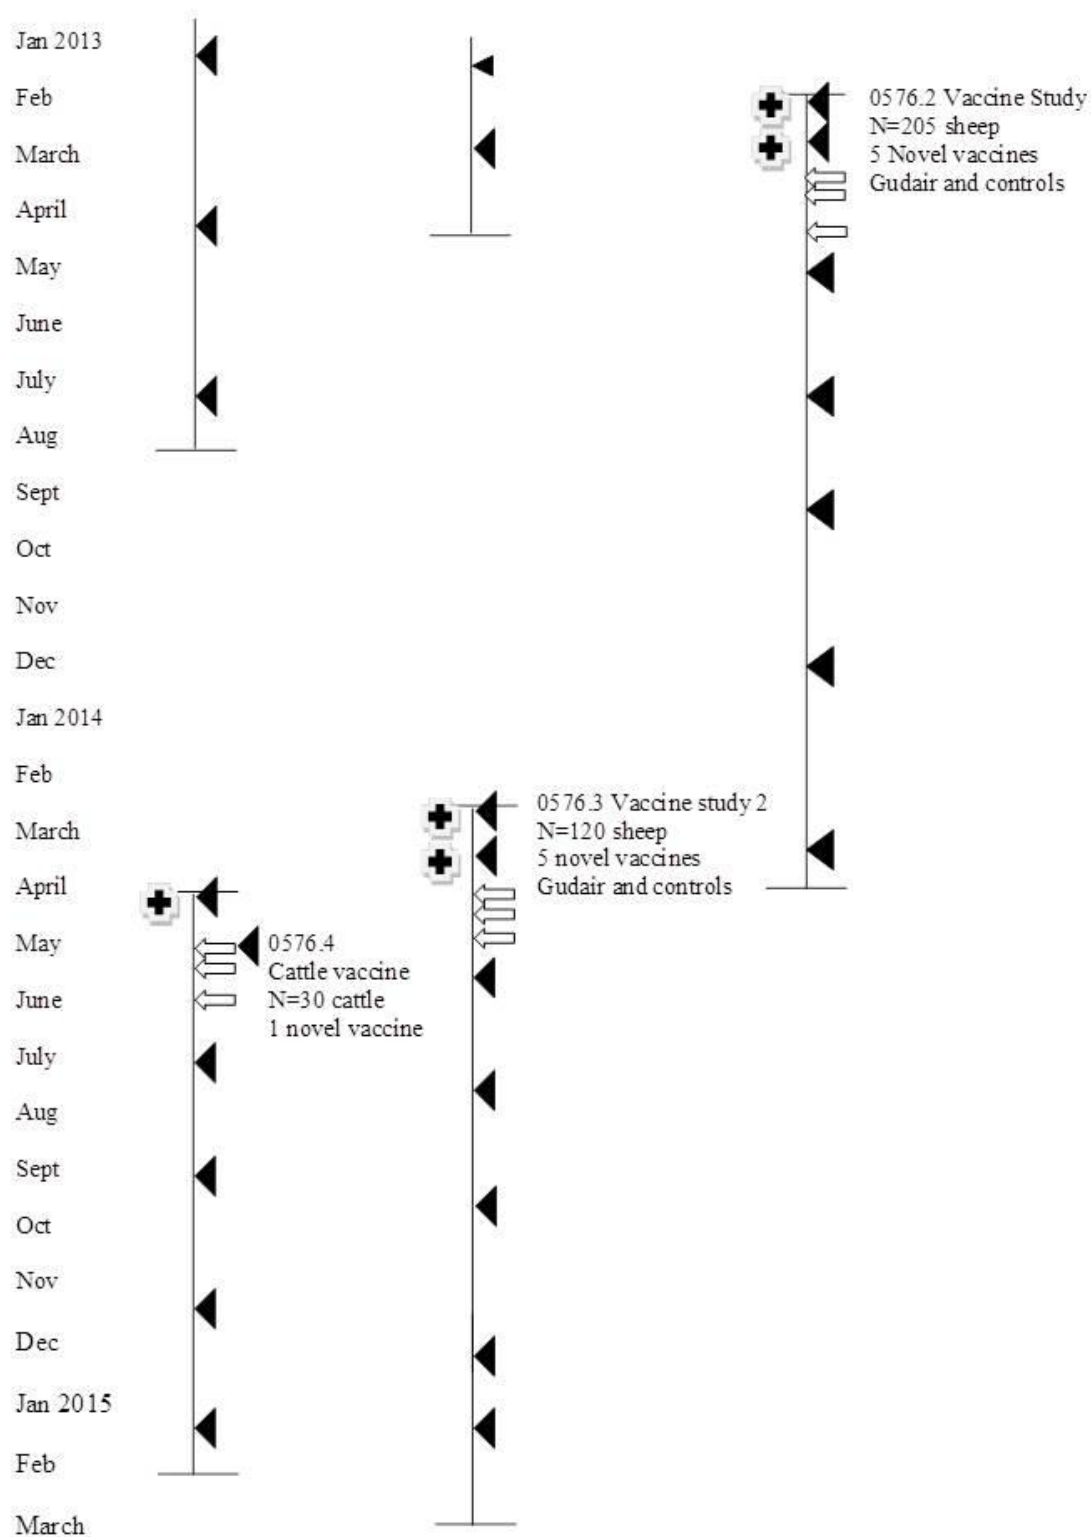 Jan 2013
Feb
March
April
May
June
July
Aug
Sept
Oct
Nov
Dec
Jan 2014
Feb
March
April
May
June
July
Aug
Sept
Oct
Nov
Dec
Jan 2015
Feb
March
0576.2 Vaccine Study
N=205 sheep
5 Novel vaccines
Gudair and controls
0576.3 Vaccine study 2
N=120 sheep
5 novel vaccines
Gudair and controls
0576.4
Cattle vaccine
N=30 cattle
1 novel vaccine